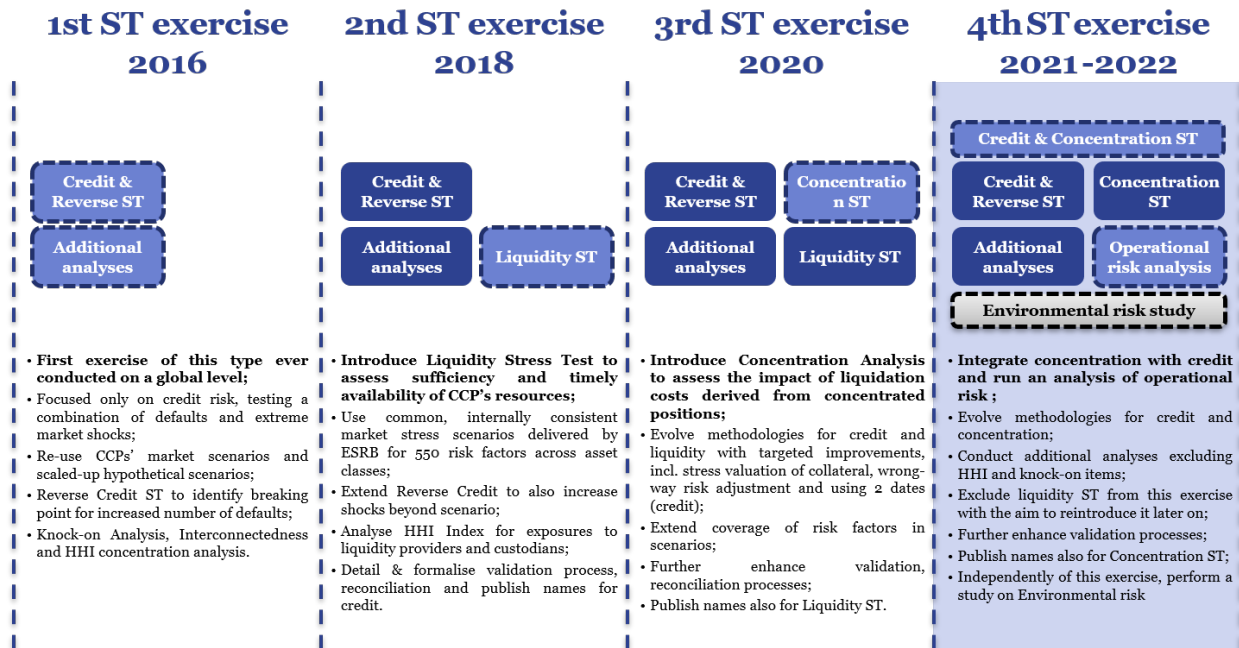 1st ST exercise
2016
Credit &
Reverse ST
Additional
analyses
• First exercise of this type ever
conducted on a global level;
• Focused only on credit risk, testing a
combination of defaults and extreme
market shocks;
• Re-use CCPs’ market scenarios and
scaled-up hypothetical scenarios;
• Reverse Credit ST to identify breaking
point for increased number of defaults;
• Knock-on Analysis, Interconnectedness
and HHI concentration analysis.
2nd ST exercise
2018
Credit &
Reverse ST
Additional
analyses
Liquidity ST
• Introduce Liquidity Stress Test to
assess sufficiency and timely
availability of CCP’s resources;
• Use common, internally consistent
market stress scenarios delivered by
ESRB for 550 risk factors across asset
classes;
• Extend Reverse Credit to also increase
shocks beyond scenario;
• Analyse HHI Index for exposures to
liquidity providers and custodians;
• Detail & formalise validation process,
reconciliation and publish names for
credit.
3rd ST exercise
2020
Credit &
Reverse ST
Concentratio
n ST
Additional
analyses
Liquidity ST
• Introduce Concentration Analysis
to assess the impact of liquidation
costs derived from concentrated
positions;
• Evolve methodologies for credit and
liquidity with targeted improvements,
incl. stress valuation of collateral, wrong-
way risk adjustment and using 2 dates
(credit);
• Extend coverage of risk factors in
scenarios;
• Further enhance validation,
reconciliation processes;
• Publish names also for Liquidity ST.
4th ST exercise
2021-2022
Credit & Concentration ST
Credit &
Reverse ST
Concentration
ST
Additional
analyses
Operational
risk analysis
Environmental risk study
• Integrate concentration with credit
and run an analysis of operational
risk ;
• Evolve methodologies for credit and
concentration;
• Conduct additional analyses excluding
HHI and knock-on items;
• Exclude liquidity ST from this exercise
with the aim to reintroduce it later on;
• Further enhance validation processes;
• Publish names also for Concentration ST;
• Independently of this exercise, perform a
study on Environmental risk